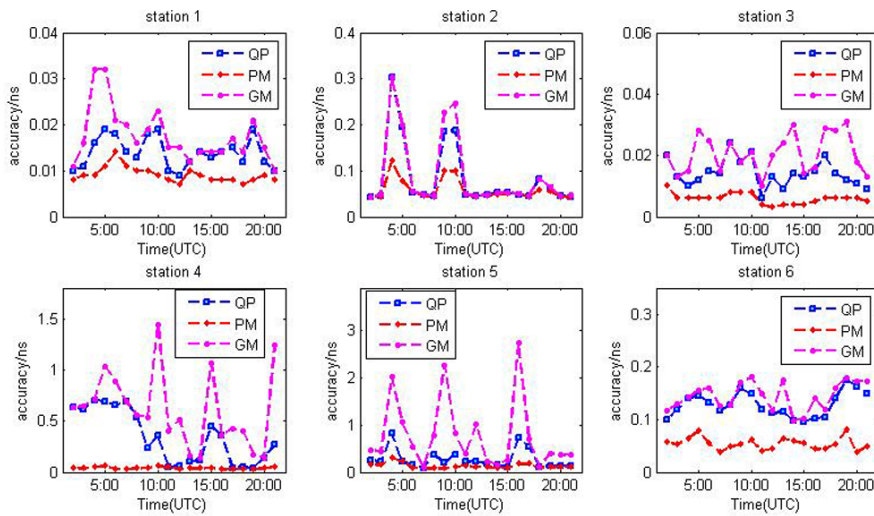 station 1
station 2
station 3
0.04
0.03
0.02
0.01
0
accuracy/ns
QP
PM
GM
5:00
10:00
15:00
20:00
Time(UTC)
0.4
0.3
0.2
0.1
0
accuracy/ns
QP
PM
GM
5:00
10:00
15:00
20:00
Time(UTC)
0.06
0.04
0.02
0
accuracy/ns
QP
PM
GM
5:00
10:00
15:00
20:00
Time(UTC)
station 4
station 5
station 6
1.5
1
0.5
0
accuracy/ns
QP
PM
GM
5:00
10:00
15:00
20:00
Time(UTC)
3
2
1
0
accuracy/ns
QP
PM
GM
5:00
10:00
15:00
20:00
Time(UTC)
0.3
0.2
0.1
0
accuracy/ns
QP
PM
GM
5:00
10:00
15:00
20:00
Time(UTC)